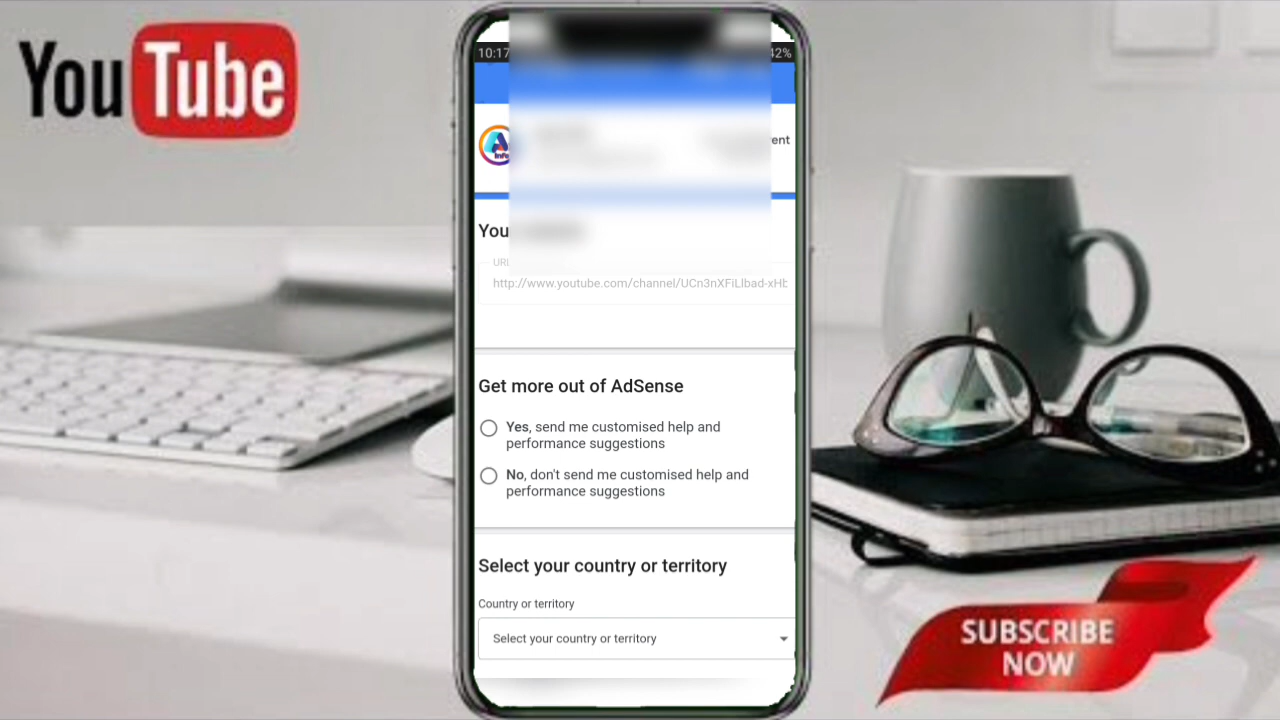 YouTube
10:17
42%
ent
You
URL
http://www.youtube.com/channel/UCn3nXFiLlbad-xHb
Get more out of AdSense
Yes, send me customised help and
performance suggestions
No, don't send me customised help and
performance suggestions
Select your country or territory
Country or territory
Select your country or territory
SUBSCRIBE
NOW